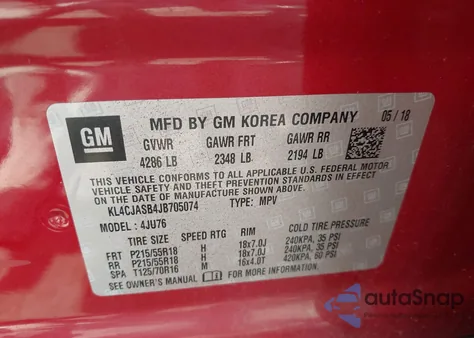 GM
MFD BY GM KOREA COMPANY 05/18
GVWR GAWR FRT GAWR RR
4286 LB 2348 LB 2194 LB
THIS VEHICLE CONFORMS TO ALL APPLICABLE U.S. FEDERAL MOTOR
VEHICLE SAFETY, BUMPER, AND THEFT PREVENTION STANDARDS IN EFFECT
ON THE DATE OF MANUFACTURE SHOWN ABOVE.
KL4CJASB4JB705074 TYPE: MPV
MODEL: 4JU76
TIRE SIZE SPEED RTG RIM COLD TIRE PRESSURE
FRT P215/55R18 H 18x7.0J 240KPA, 35 PSI
RR P215/55R18 H 18x7.0J 240KPA, 35 PSI
SPA T125/70R16 M 16x4.0T 420KPA, 60 PSI
SEE OWNER'S MANUAL FOR MORE INFORMATION.
autoSnap